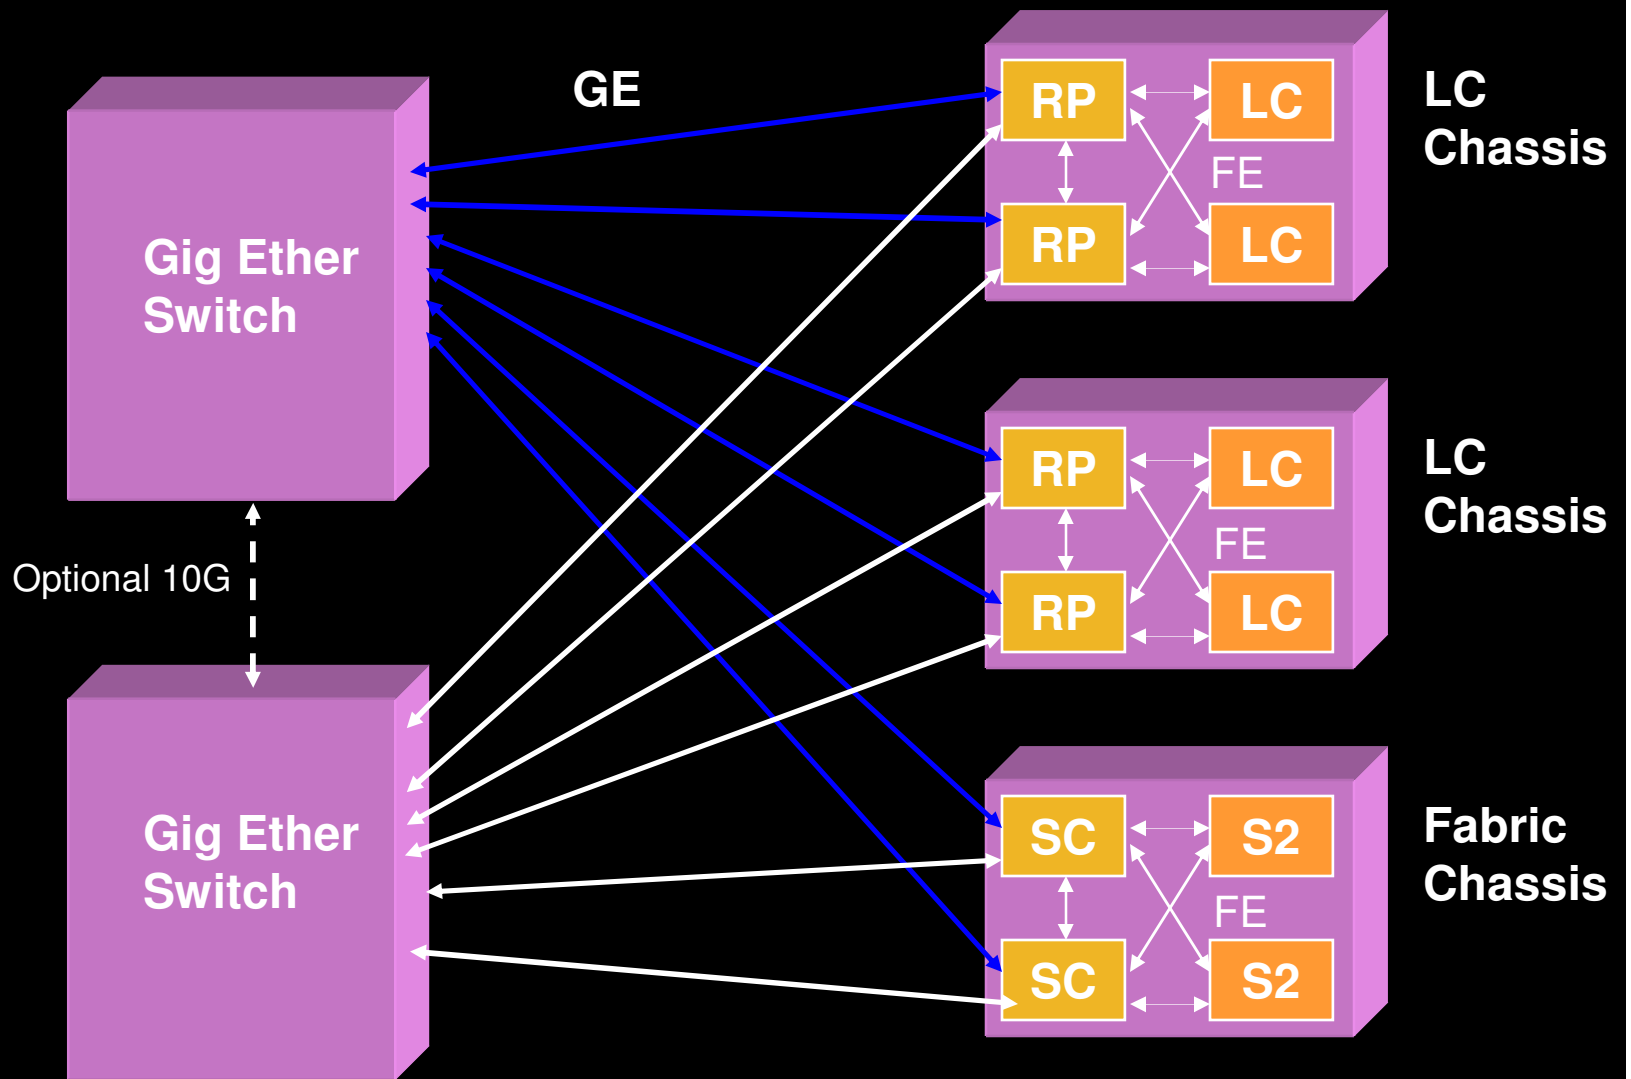 GE
Gig Ether
Switch
Optional 10G
Gig Ether
Switch
RP
LC
FE
RP
LC
LC
Chassis
RP
LC
FE
RP
LC
LC
Chassis
SC
S2
FE
SC
S2
Fabric
Chassis